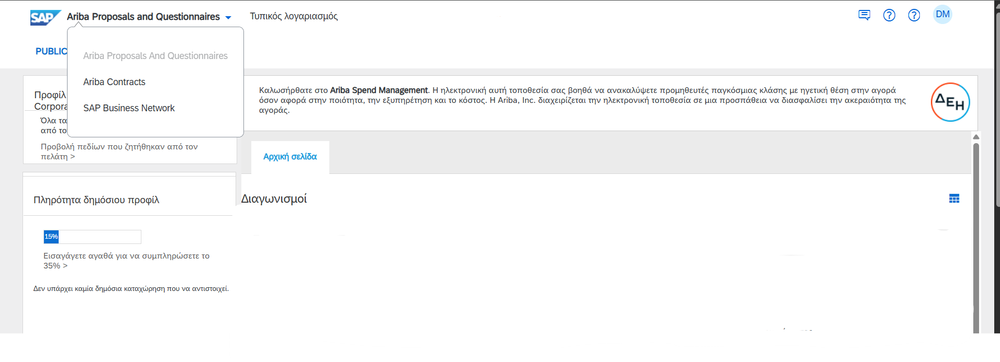 SAP Ariba Proposals and Questionnaires Τυπικός λογαριασμός DM
PUBLIC
Ariba Proposals And Questionnaires
Ariba Contracts
SAP Business Network
Προφίλ
Corpora
Όλα τα
από το
Προβολή πεδίων που ζητήθηκαν από τον
πελάτη >
Καλωσήρθατε στο Ariba Spend Management. Η ηλεκτρονική αυτή τοποθεσία σας βοηθά να ανακαλύψετε προμηθευτές παγκόσμιας κλάσης με ηγετική θέση στην αγορά
όσον αφορά στην ποιότητα, την εξυπηρέτηση και το κόστος. Η Ariba, Inc. διαχειρίζεται την ηλεκτρονική τοποθεσία σε μια προσπάθεια να διασφαλίσει την ακεραιότητα της
αγοράς.
ΔΕΗ
Αρχική σελίδα
Πληρότητα δημόσιου προφίλ
15%
Εισαγάγετε αγαθά για να συμπληρώσετε το
35% >
Δεν υπάρχει καμία δημόσια καταχώρηση που να αντιστοιχεί.
Διαγωνισμοί